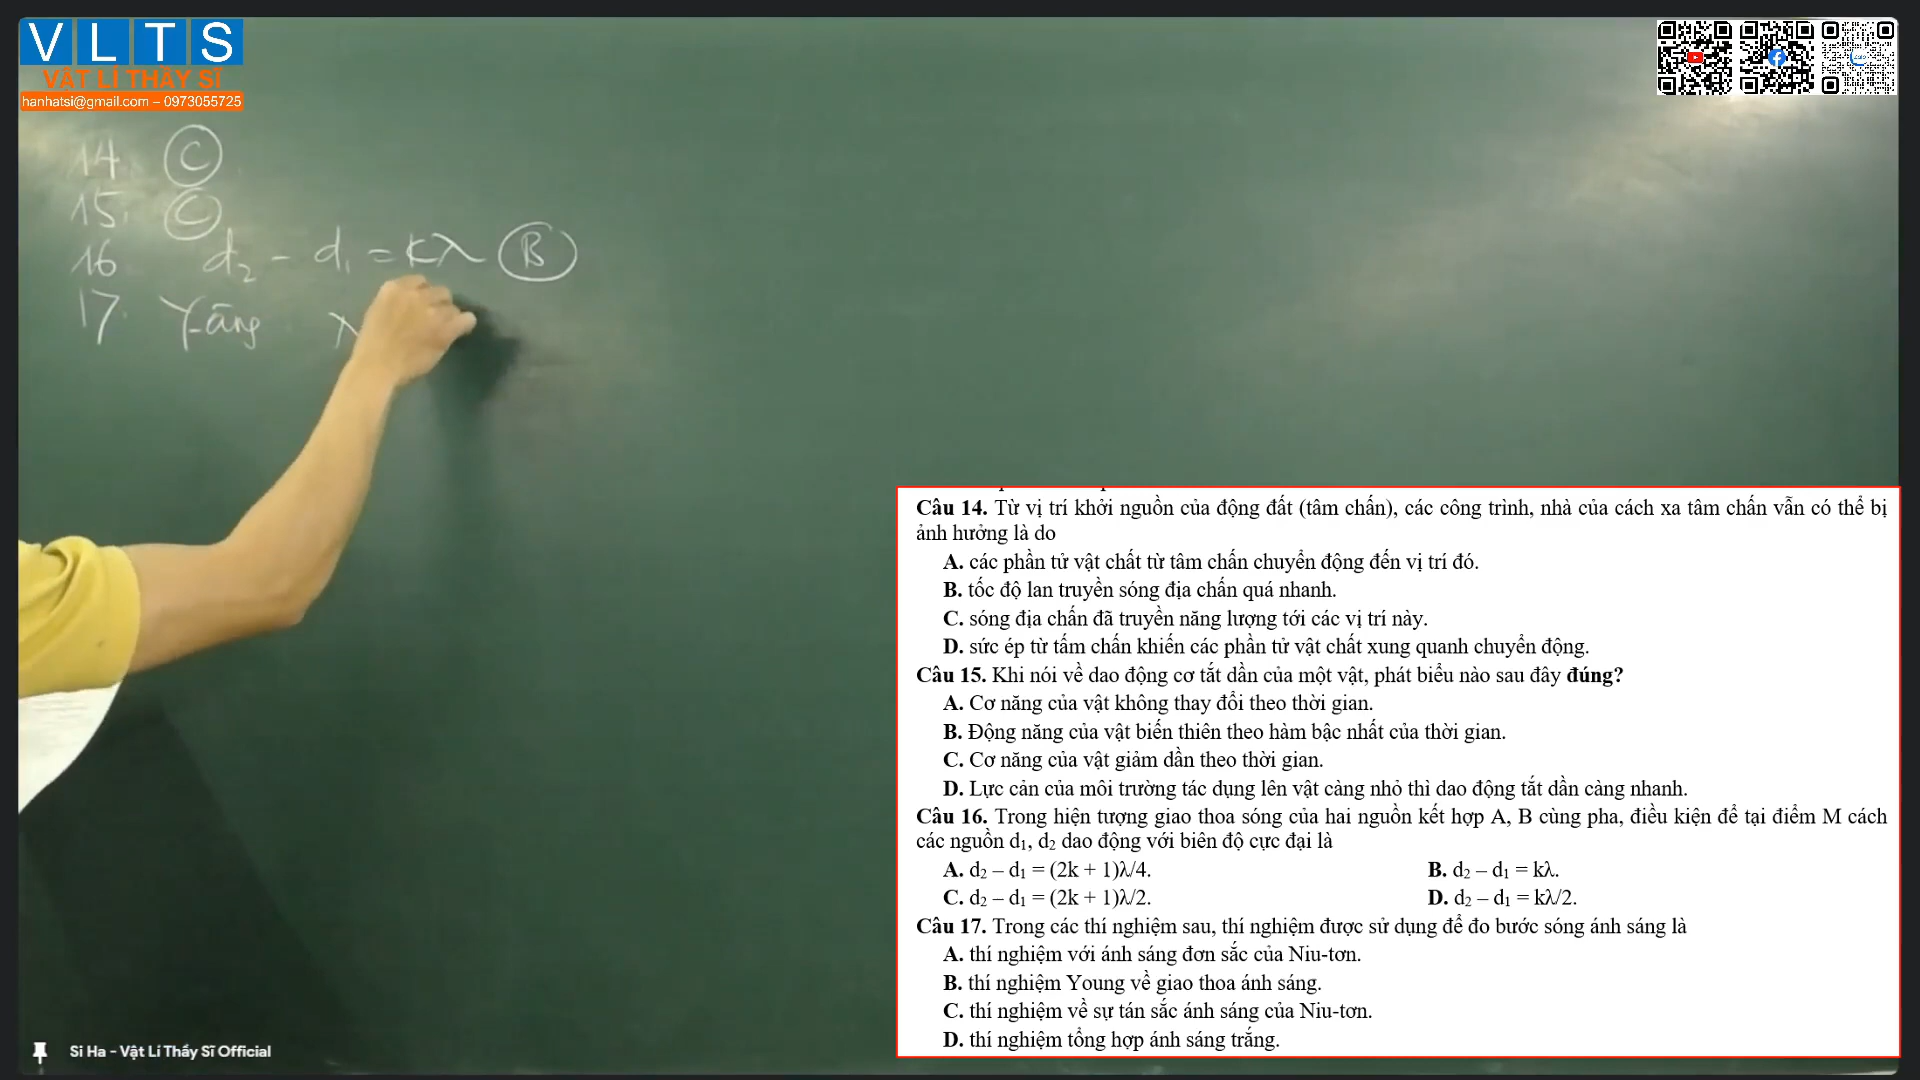 VLTS
VẬT LÍ THẦY SĨ
hanhatsi@gmail.com – 0973055725
14. C
15. C
16 d₂ - d₁ = kλ B
17. Y-âng λ
Câu 14. Từ vị trí khởi nguồn của động đất (tâm chấn), các công trình, nhà của cách xa tâm chấn vẫn có thể bị
ảnh hưởng là do
A. các phần tử vật chất từ tâm chấn chuyển động đến vị trí đó.
B. tốc độ lan truyền sóng địa chấn quá nhanh.
C. sóng địa chấn đã truyền năng lượng tới các vị trí này.
D. sức ép từ tấm chấn khiến các phần tử vật chất xung quanh chuyển động.
Câu 15. Khi nói về dao động cơ tắt dần của một vật, phát biểu nào sau đây đúng?
A. Cơ năng của vật không thay đổi theo thời gian.
B. Động năng của vật biến thiên theo hàm bậc nhất của thời gian.
C. Cơ năng của vật giảm dần theo thời gian.
D. Lực cản của môi trường tác dụng lên vật càng nhỏ thì dao động tắt dần càng nhanh.
Câu 16. Trong hiện tượng giao thoa sóng của hai nguồn kết hợp A, B cùng pha, điều kiện để tại điểm M cách
các nguồn d₁, d₂ dao động với biên độ cực đại là
A. d₂ – d₁ = (2k + 1)λ/4. B. d₂ – d₁ = kλ.
C. d₂ – d₁ = (2k + 1)λ/2. D. d₂ – d₁ = kλ/2.
Câu 17. Trong các thí nghiệm sau, thí nghiệm được sử dụng để đo bước sóng ánh sáng là
A. thí nghiệm với ánh sáng đơn sắc của Niu-tơn.
B. thí nghiệm Young về giao thoa ánh sáng.
C. thí nghiệm về sự tán sắc ánh sáng của Niu-tơn.
D. thí nghiệm tổng hợp ánh sáng trắng.
Si Ha - Vật Lí Thầy Sĩ Official